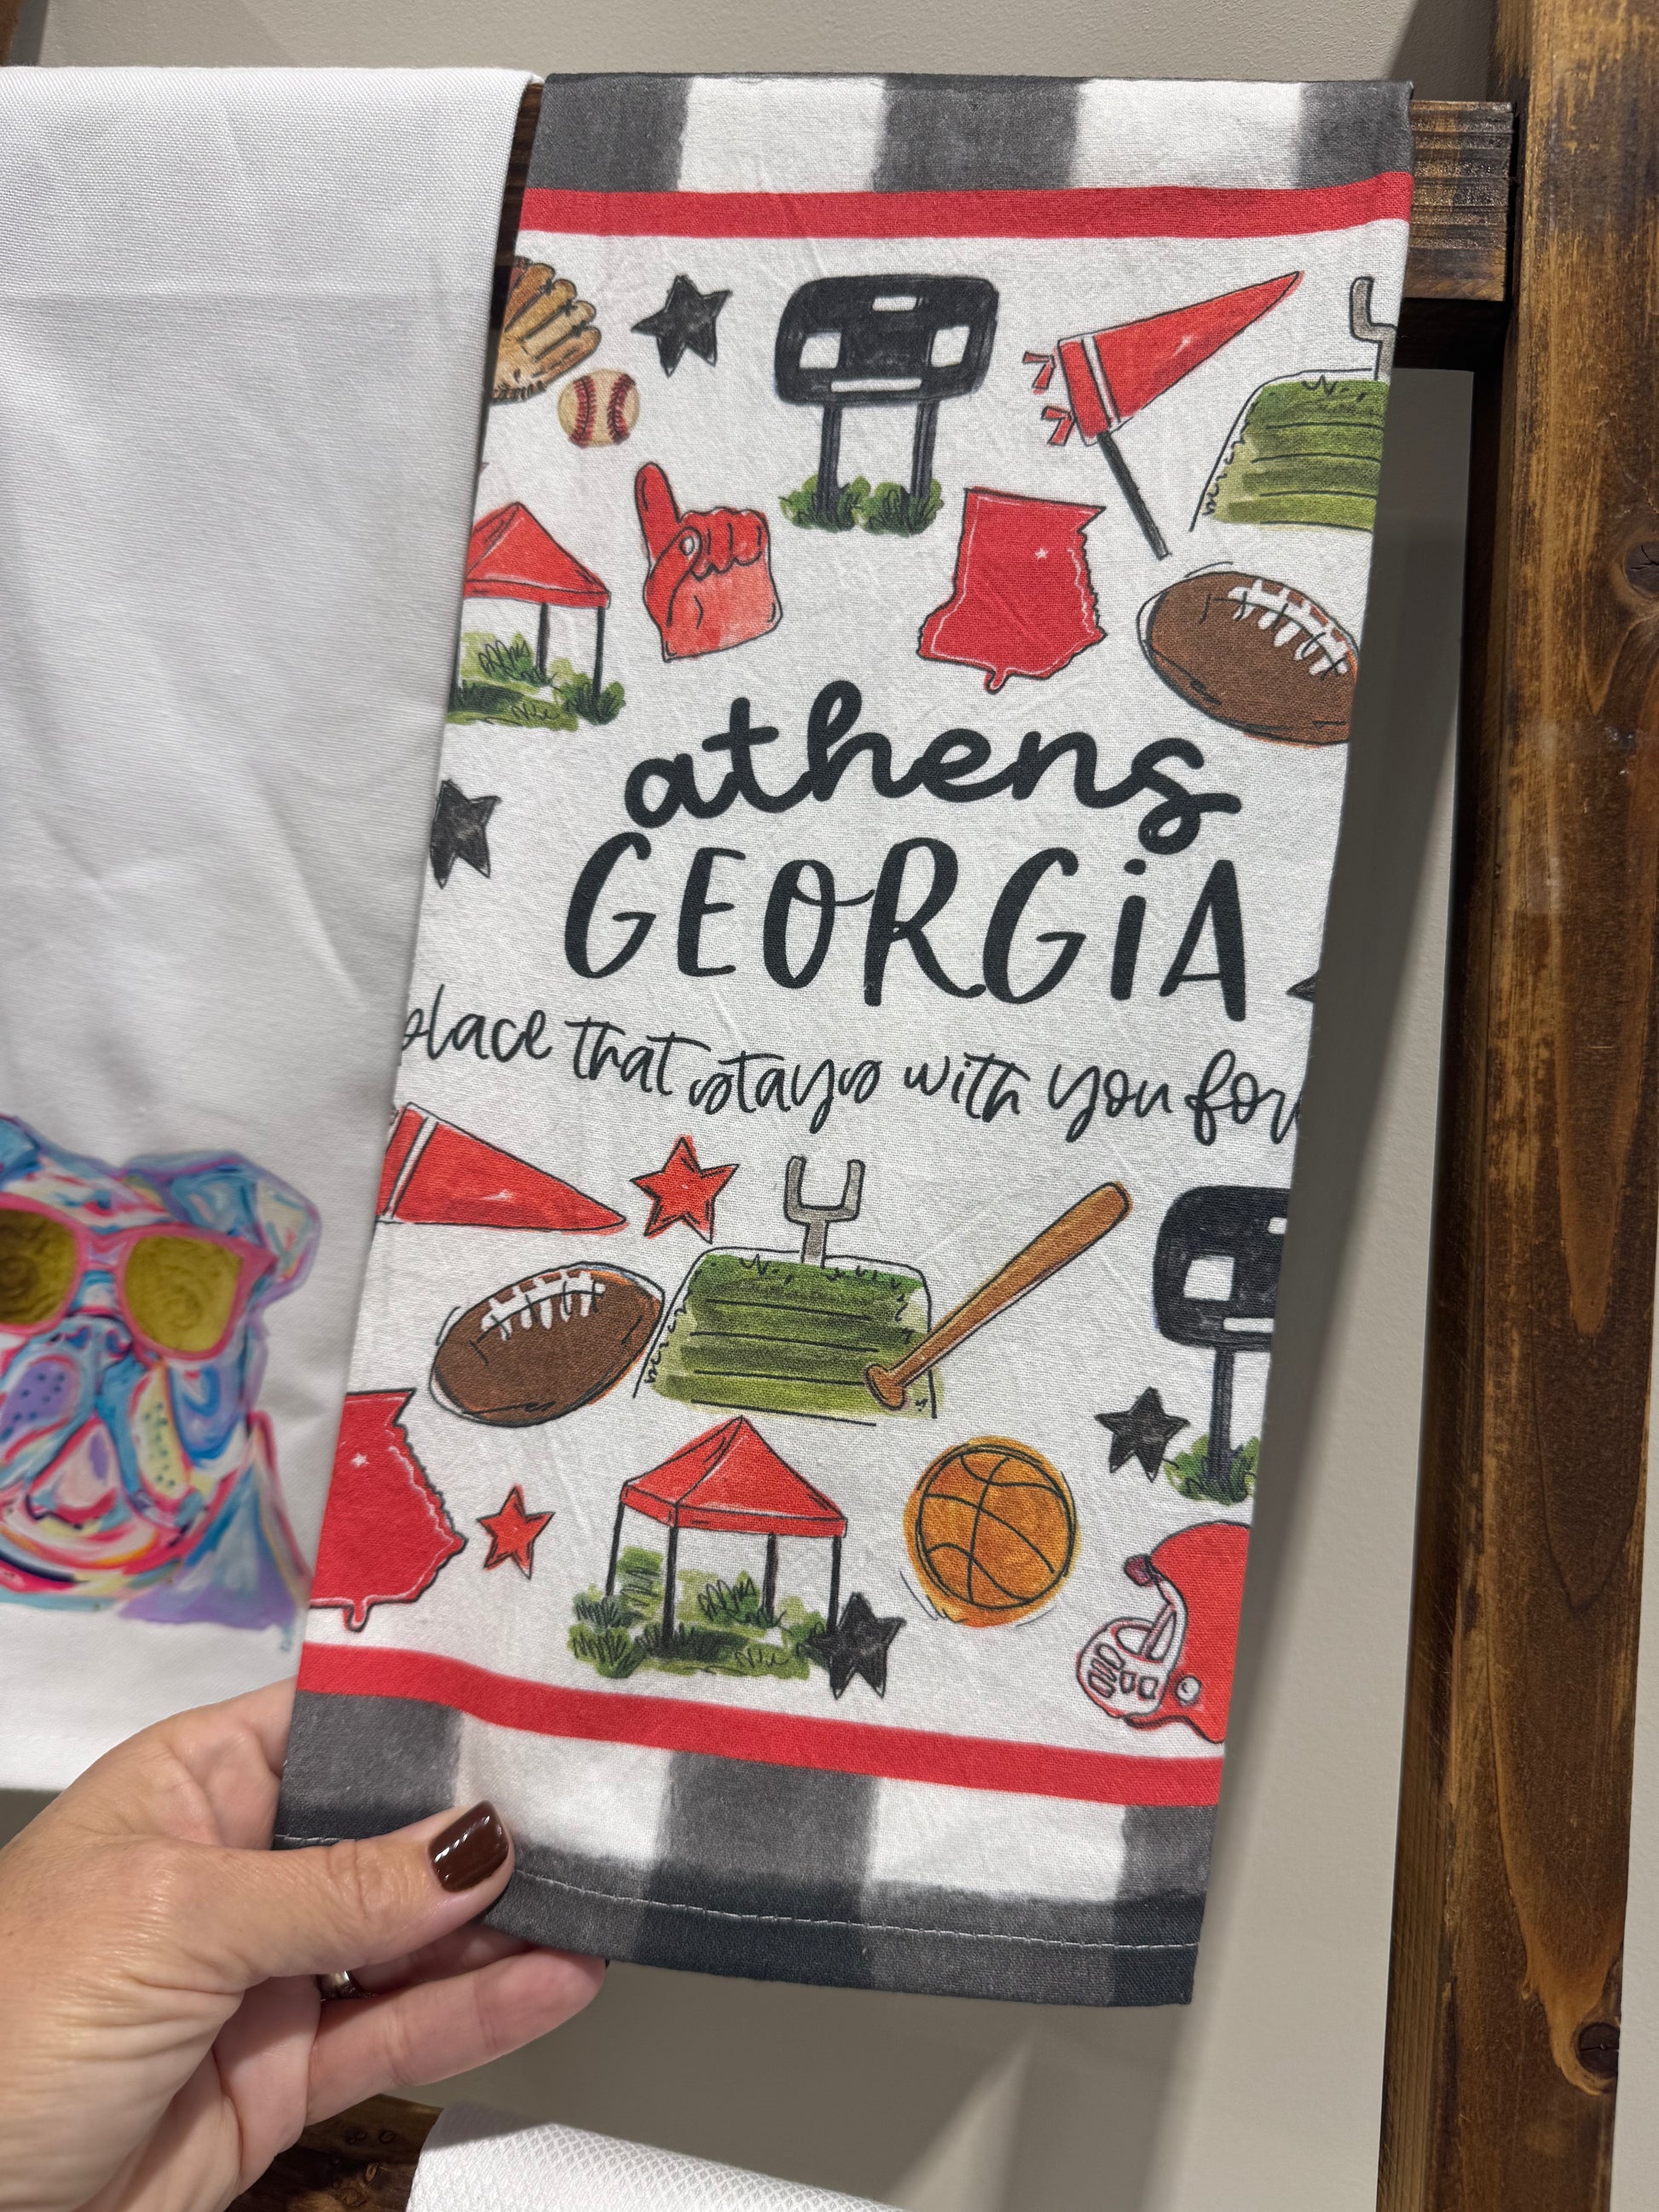 athens
GEORGiA
place that stays with you for